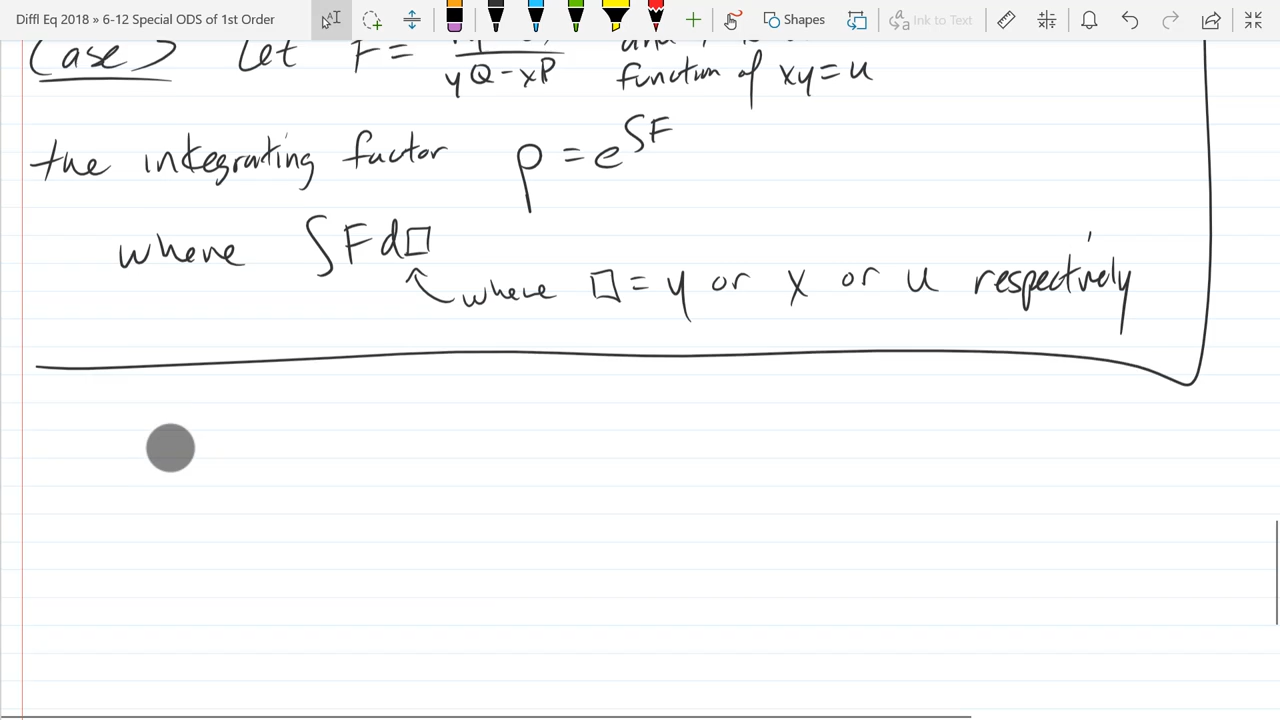 Diffl Eq 2018 » 6-12 Special ODS of 1st Order
Shapes
Ink to Text
Case 3 Let F =
yQ - xP
function of xy = u
the integrating factor ρ = e^∫F
where ∫F d□
where □ = y or x or u respectively